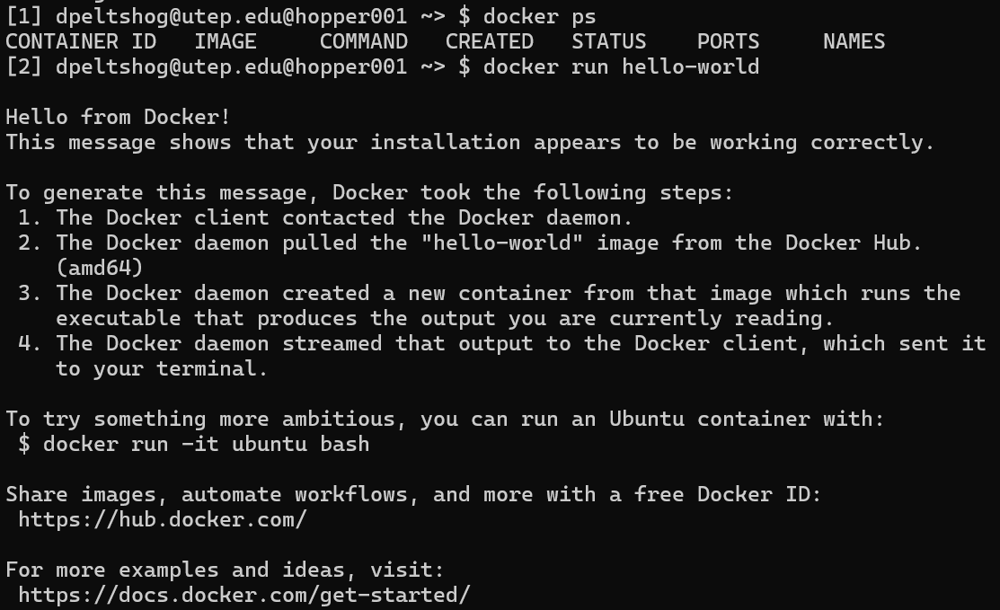 [1] dpeltshog@utep.edu@hopper001 ~> $ docker ps
CONTAINER ID   IMAGE     COMMAND   CREATED   STATUS    PORTS     NAMES
[2] dpeltshog@utep.edu@hopper001 ~> $ docker run hello-world

Hello from Docker!
This message shows that your installation appears to be working correctly.

To generate this message, Docker took the following steps:
 1. The Docker client contacted the Docker daemon.
 2. The Docker daemon pulled the "hello-world" image from the Docker Hub.
    (amd64)
 3. The Docker daemon created a new container from that image which runs the
    executable that produces the output you are currently reading.
 4. The Docker daemon streamed that output to the Docker client, which sent it
    to your terminal.

To try something more ambitious, you can run an Ubuntu container with:
 $ docker run -it ubuntu bash

Share images, automate workflows, and more with a free Docker ID:
 https://hub.docker.com/

For more examples and ideas, visit:
 https://docs.docker.com/get-started/